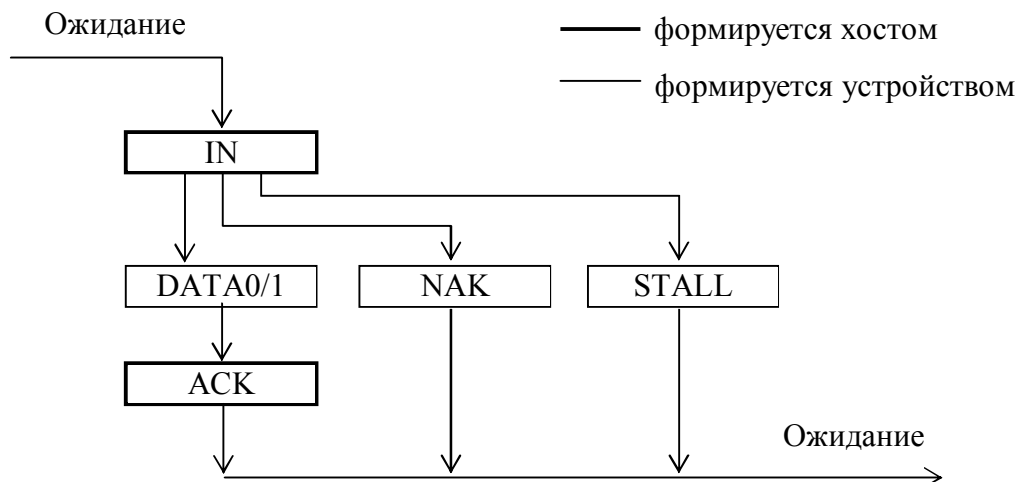 Ожидание
формируется хостом
формируется устройством
IN
DATA0/1
NAK
STALL
ACK
Ожидание